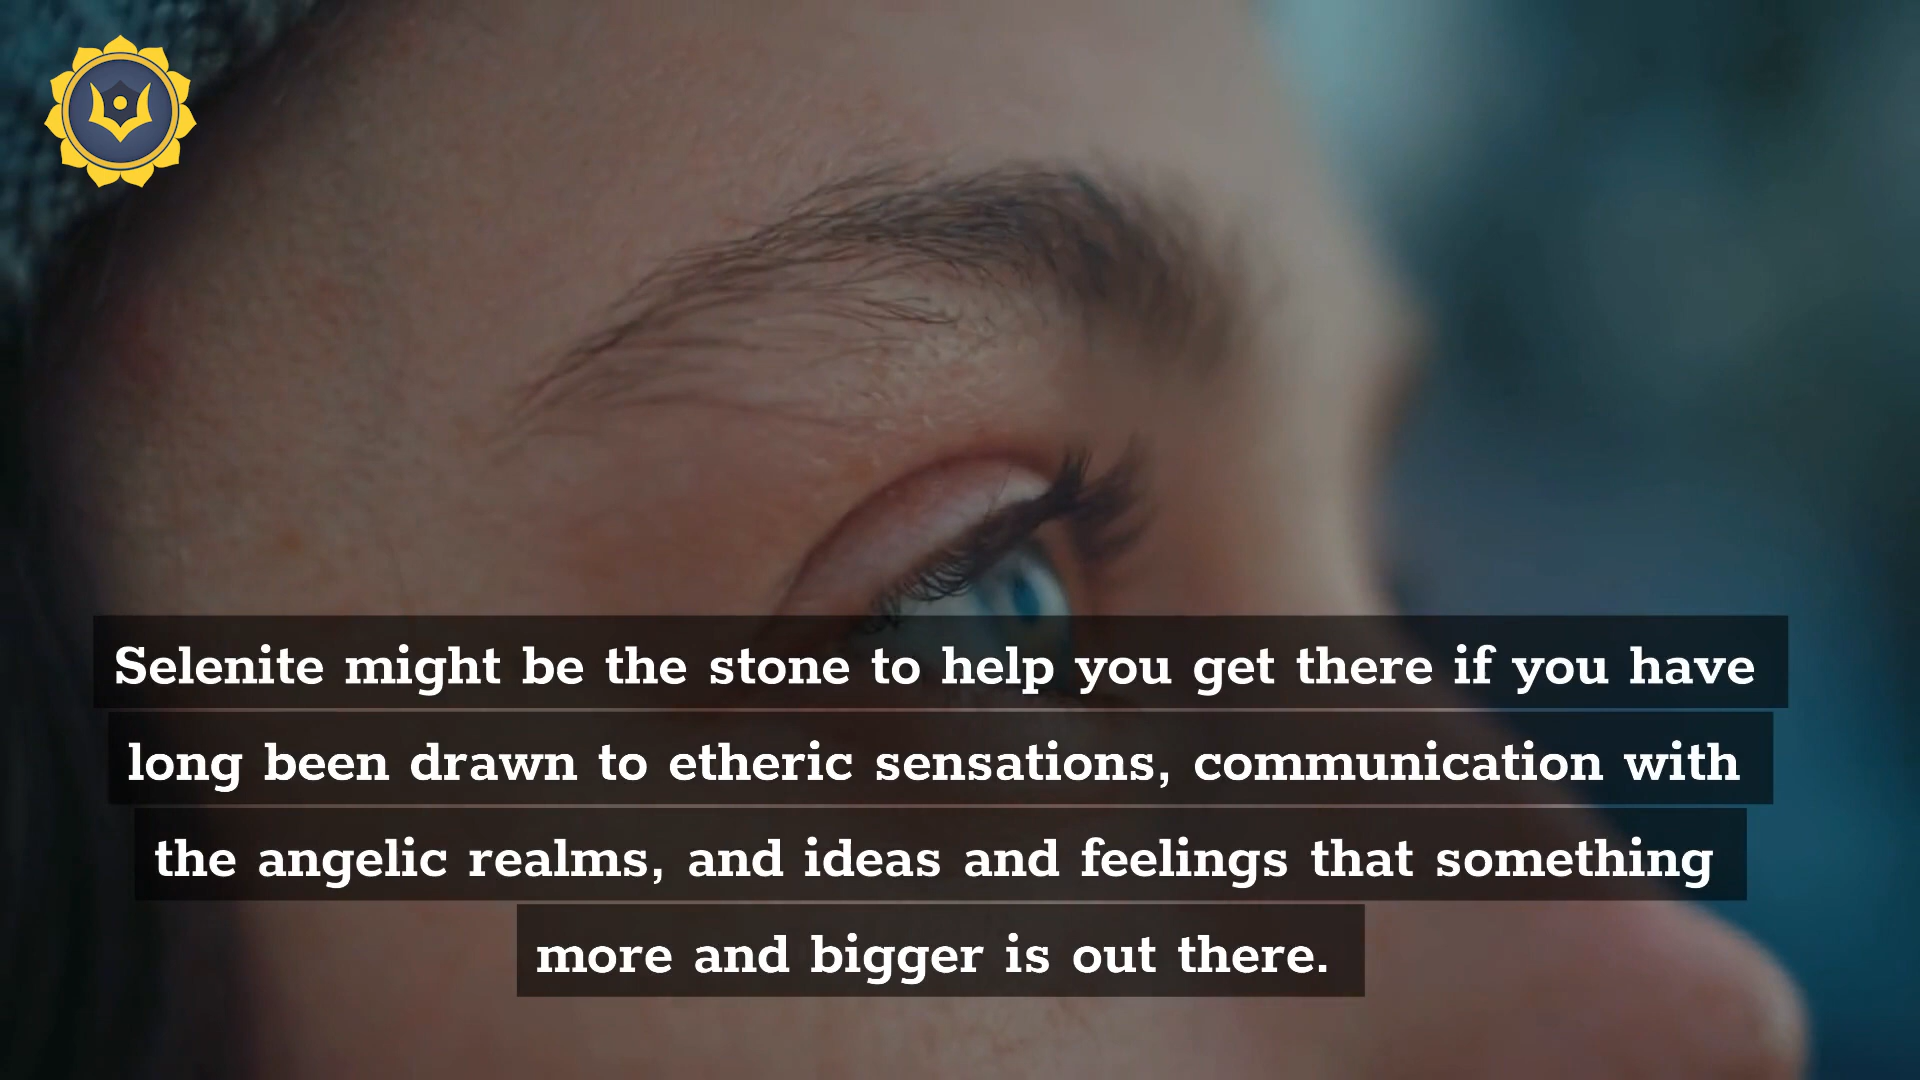 Selenite might be the stone to help you get there if you have
long been drawn to etheric sensations, communication with
the angelic realms, and ideas and feelings that something
more and bigger is out there.